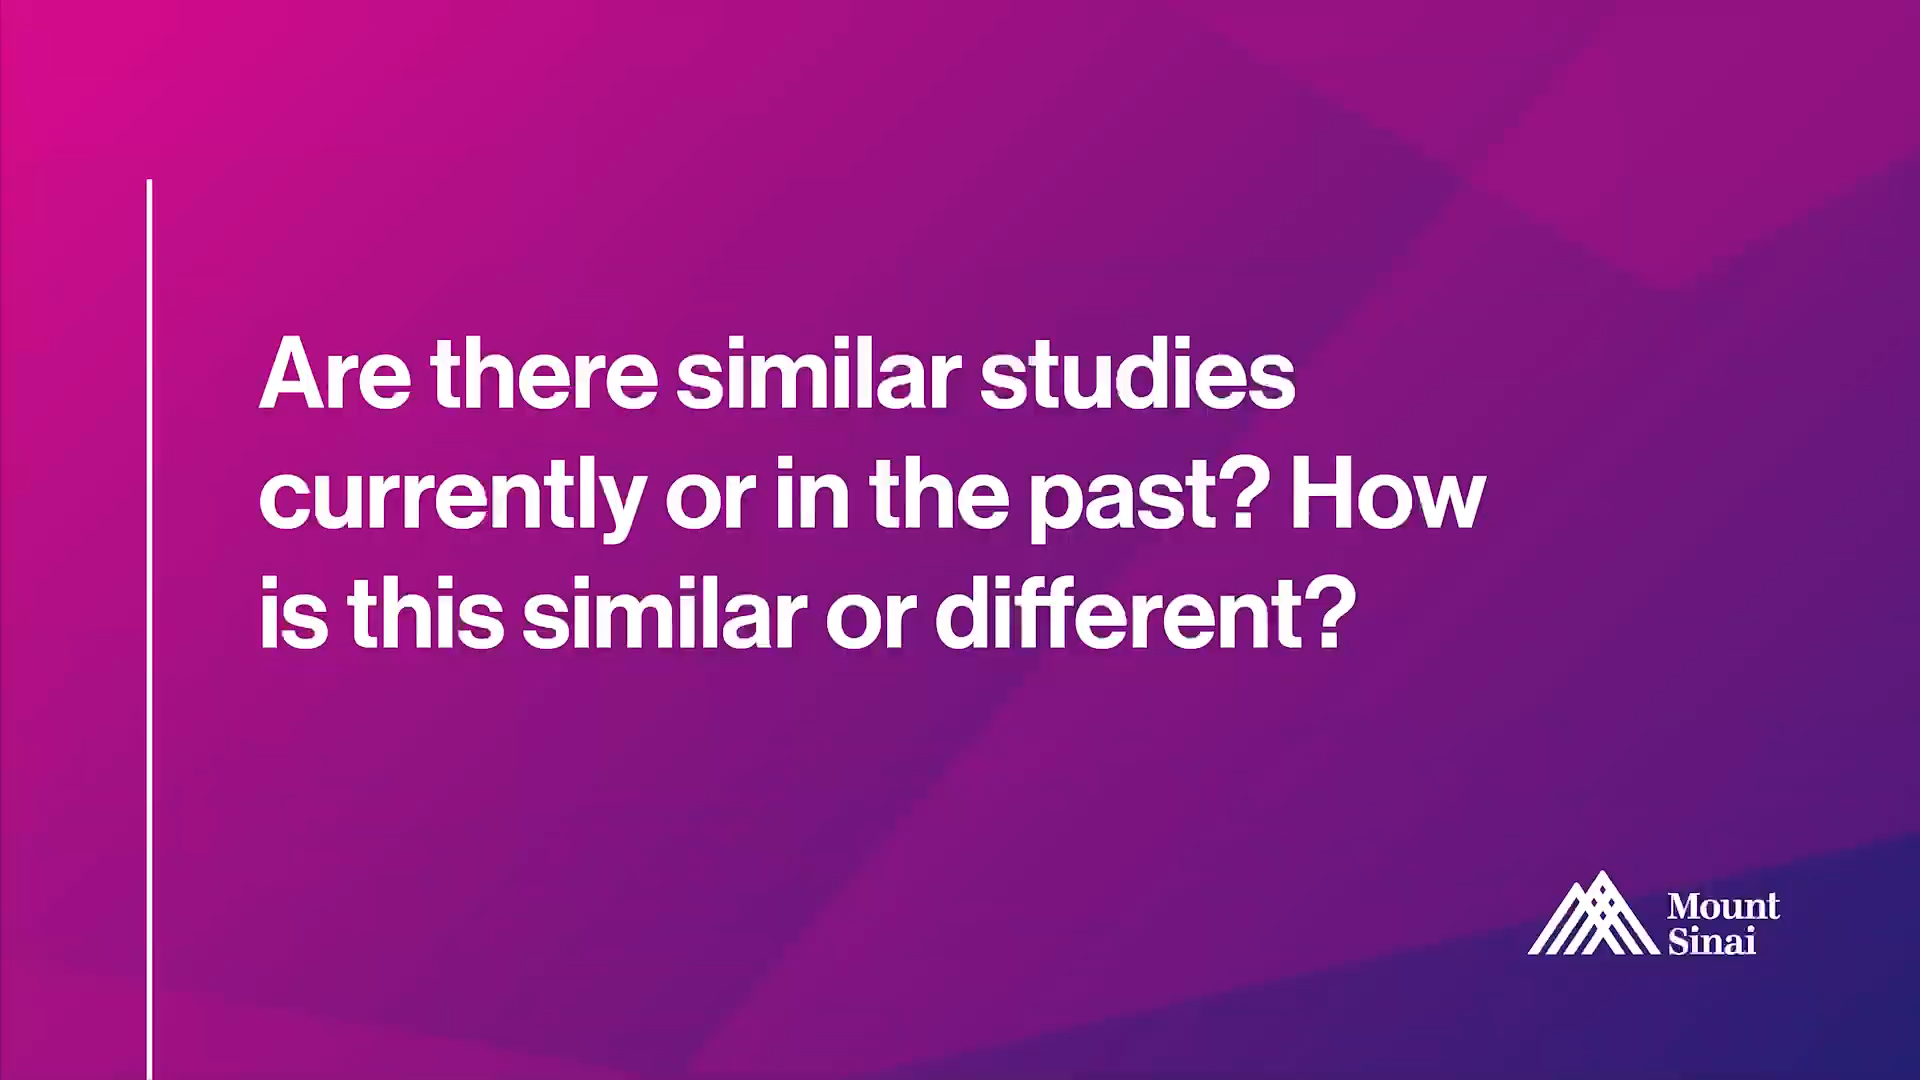 Are there similar studies
currently or in the past? How
is this similar or different?
Mount
Sinai